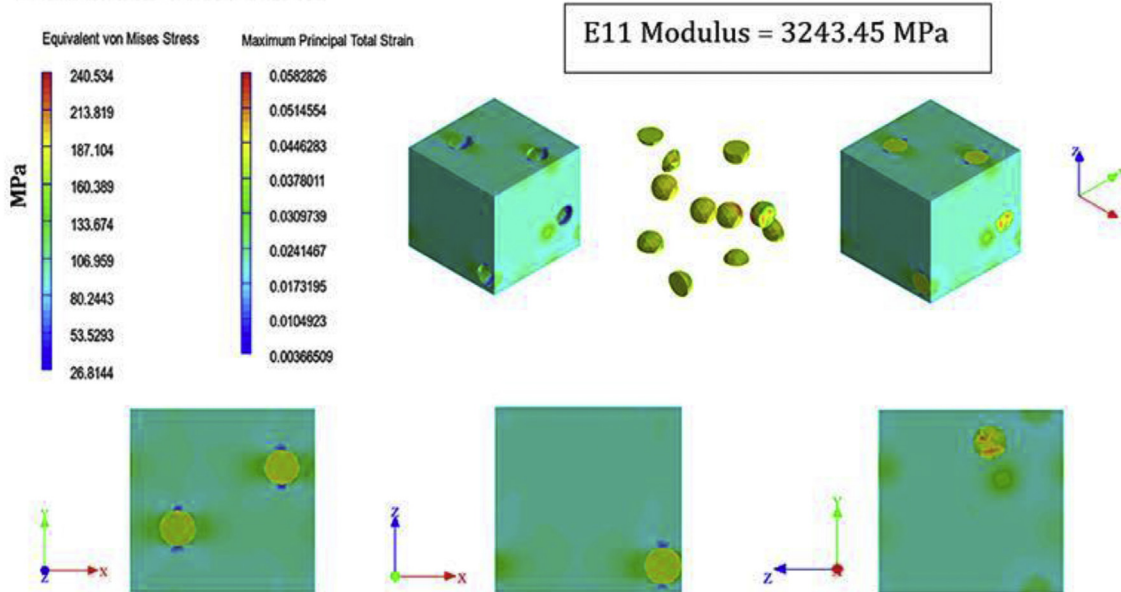 E11 Modulus = 3243.45 MPa
Equivalent von Mises Stress
Maximum Principal Total Strain
MPa
240.534
213.819
187.104
160.389
133.674
106.959
80.2443
53.5293
26.8144
0.0582826
0.0514554
0.0446283
0.0378011
0.0309739
0.0241467
0.0173195
0.0104923
0.00366509
Z
Y
Z
X
Z
X
Y
Z